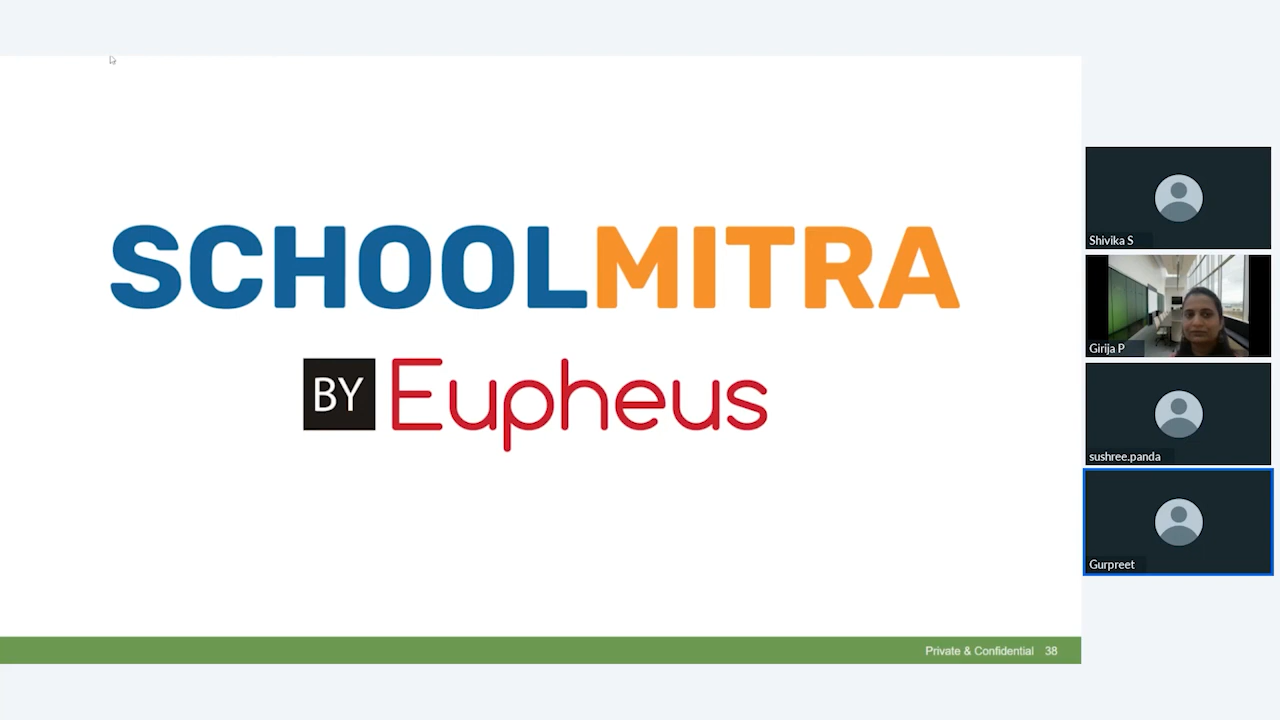 SCHOOLMITRA
BY Eupheus
Private & Confidential 38
Shivika S
Girija P
sushree.panda
Gurpreet